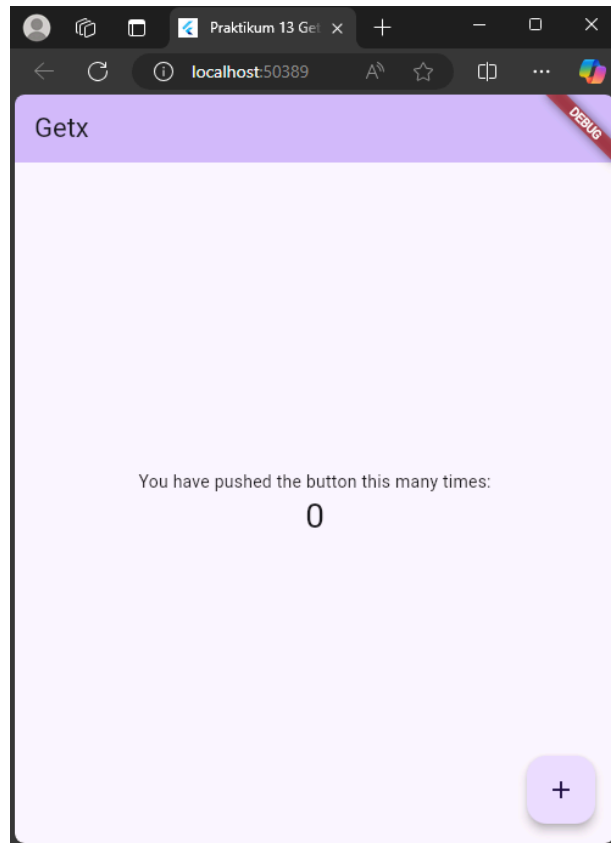 Praktikum 13 Get
localhost:50389
Getx
DEBUG
You have pushed the button this many times:
0